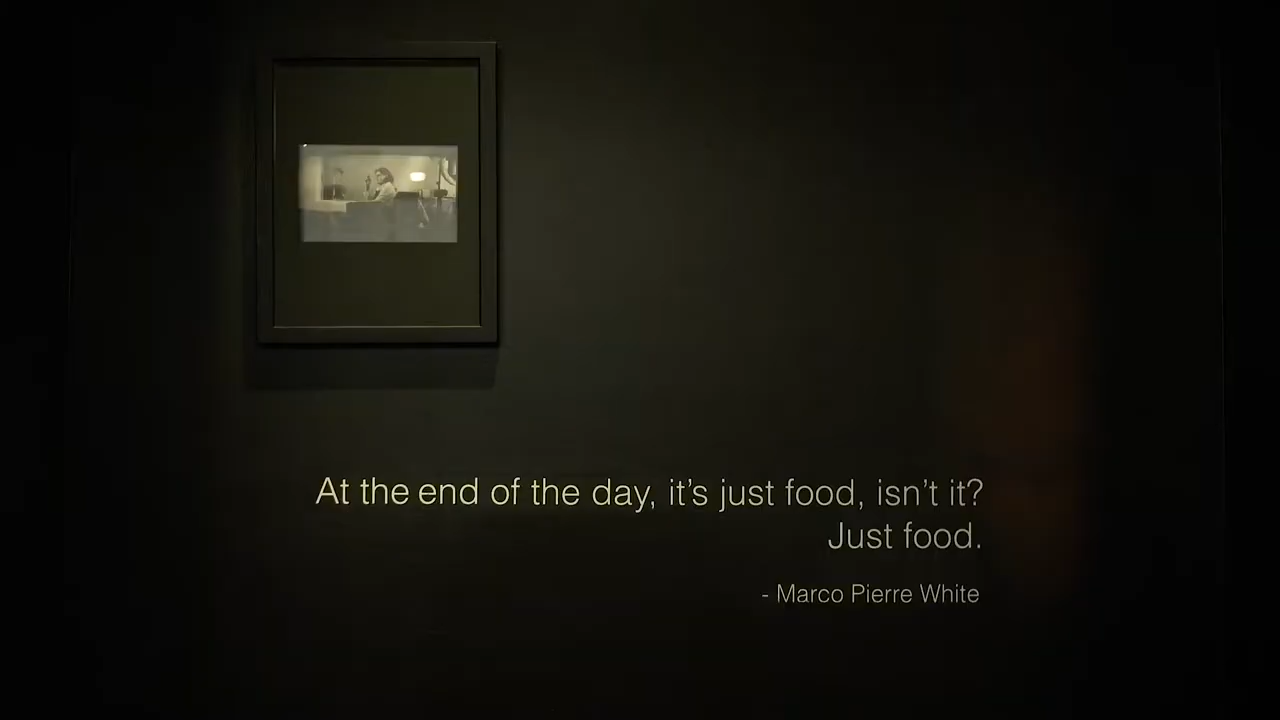 At the end of the day, it’s just food, isn’t it?
Just food.
- Marco Pierre White